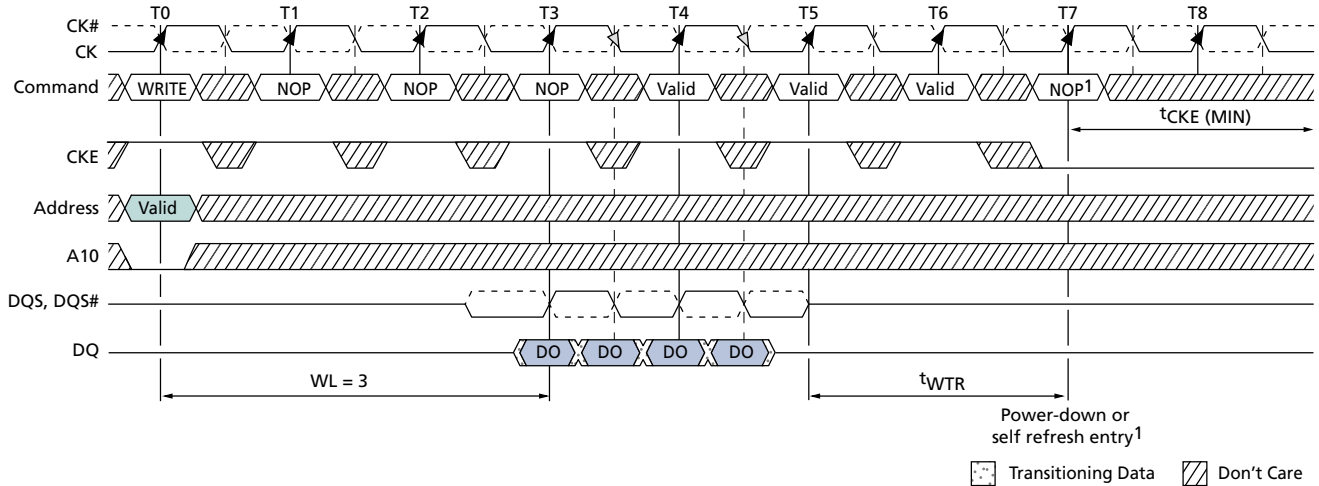 T0 T1 T2 T3 T4 T5 T6 T7 T8
CK#
CK
Command WRITE NOP NOP NOP Valid Valid Valid NOP1
tCKE (MIN)
CKE
Address Valid
A10
DQS, DQS#
DQ DO DO DO DO
WL = 3 tWTR
Power-down or
self refresh entry1
Transitioning Data Don't Care